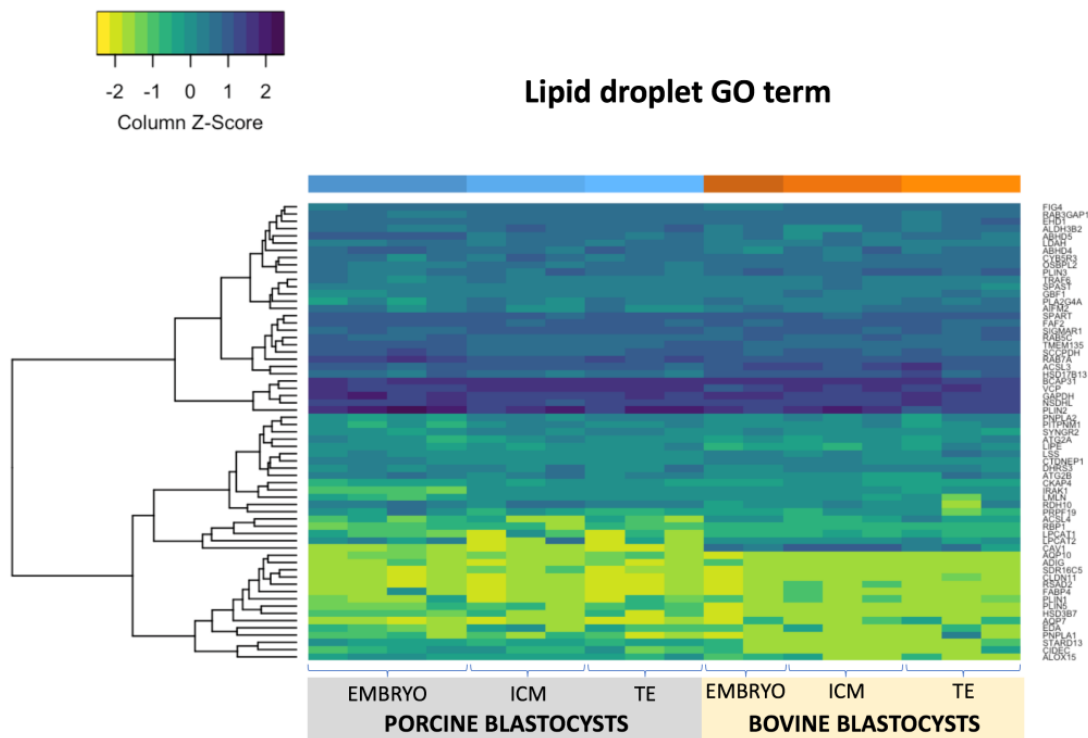 -2 -1 0 1 2
Column Z-Score
Lipid droplet GO term
FIG4
RAB3GAP1
EHD1
ALDH3B2
ABHD5
LDAH
ABHD4
CYB5R3
OSBPL2
PLIN3
TRAF6
SPAST
GBF1
PLA2G4A
AIFM2
SPART
FAF2
SIGMAR1
RAB5C
TMEM135
SCCPDH
RAB7A
ACSL3
HSD17B13
BCAP31
VCP
GAPDH
NSDHL
PLIN2
PNPLA2
PITPNM1
SYNGR2
ATG2A
LIPE
LSS
CTDNEP1
DHRS3
ATG2B
CKAP4
IRAK1
LMLN
RDH10
PRPF19
ACSL4
RBP1
LPCAT1
LPCAT2
CAV1
AQP10
ADIG
SDR16C5
CLDN11
RSAD2
FABP4
PLIN1
PLIN5
HSD3B7
AQP7
EDA
PNPLA1
STARD13
CIDEC
ALOX15
EMBRYO ICM TE EMBRYO ICM TE
PORCINE BLASTOCYSTS BOVINE BLASTOCYSTS